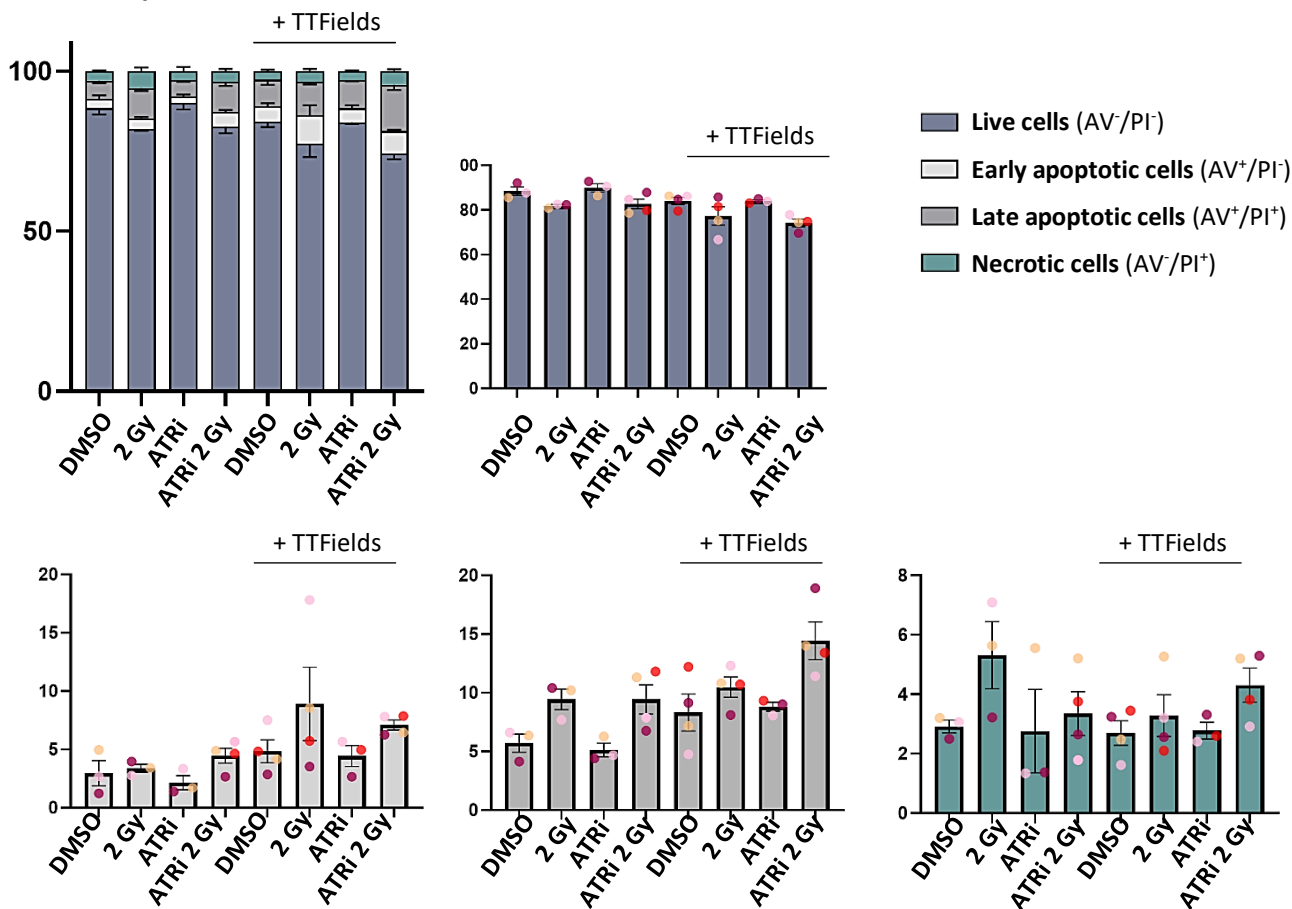 + TTFields
100
50
0
DMSO
2 Gy
ATRi
ATRi 2 Gy
DMSO
2 Gy
ATRi
ATRi 2 Gy
+ TTFields
00
80
60
40
20
0
DMSO
2 Gy
ATRi
ATRi 2 Gy
DMSO
2 Gy
ATRi
ATRi 2 Gy
Live cells (AV⁻/PI⁻)
Early apoptotic cells (AV⁺/PI⁻)
Late apoptotic cells (AV⁺/PI⁺)
Necrotic cells (AV⁻/PI⁺)
+ TTFields
20
15
10
5
0
DMSO
2 Gy
ATRi
ATRi 2 Gy
DMSO
2 Gy
ATRi
ATRi 2 Gy
+ TTFields
20
15
10
5
0
DMSO
2 Gy
ATRi
ATRi 2 Gy
DMSO
2 Gy
ATRi
ATRi 2 Gy
+ TTFields
8
6
4
2
0
DMSO
2 Gy
ATRi
ATRi 2 Gy
DMSO
2 Gy
ATRi
ATRi 2 Gy